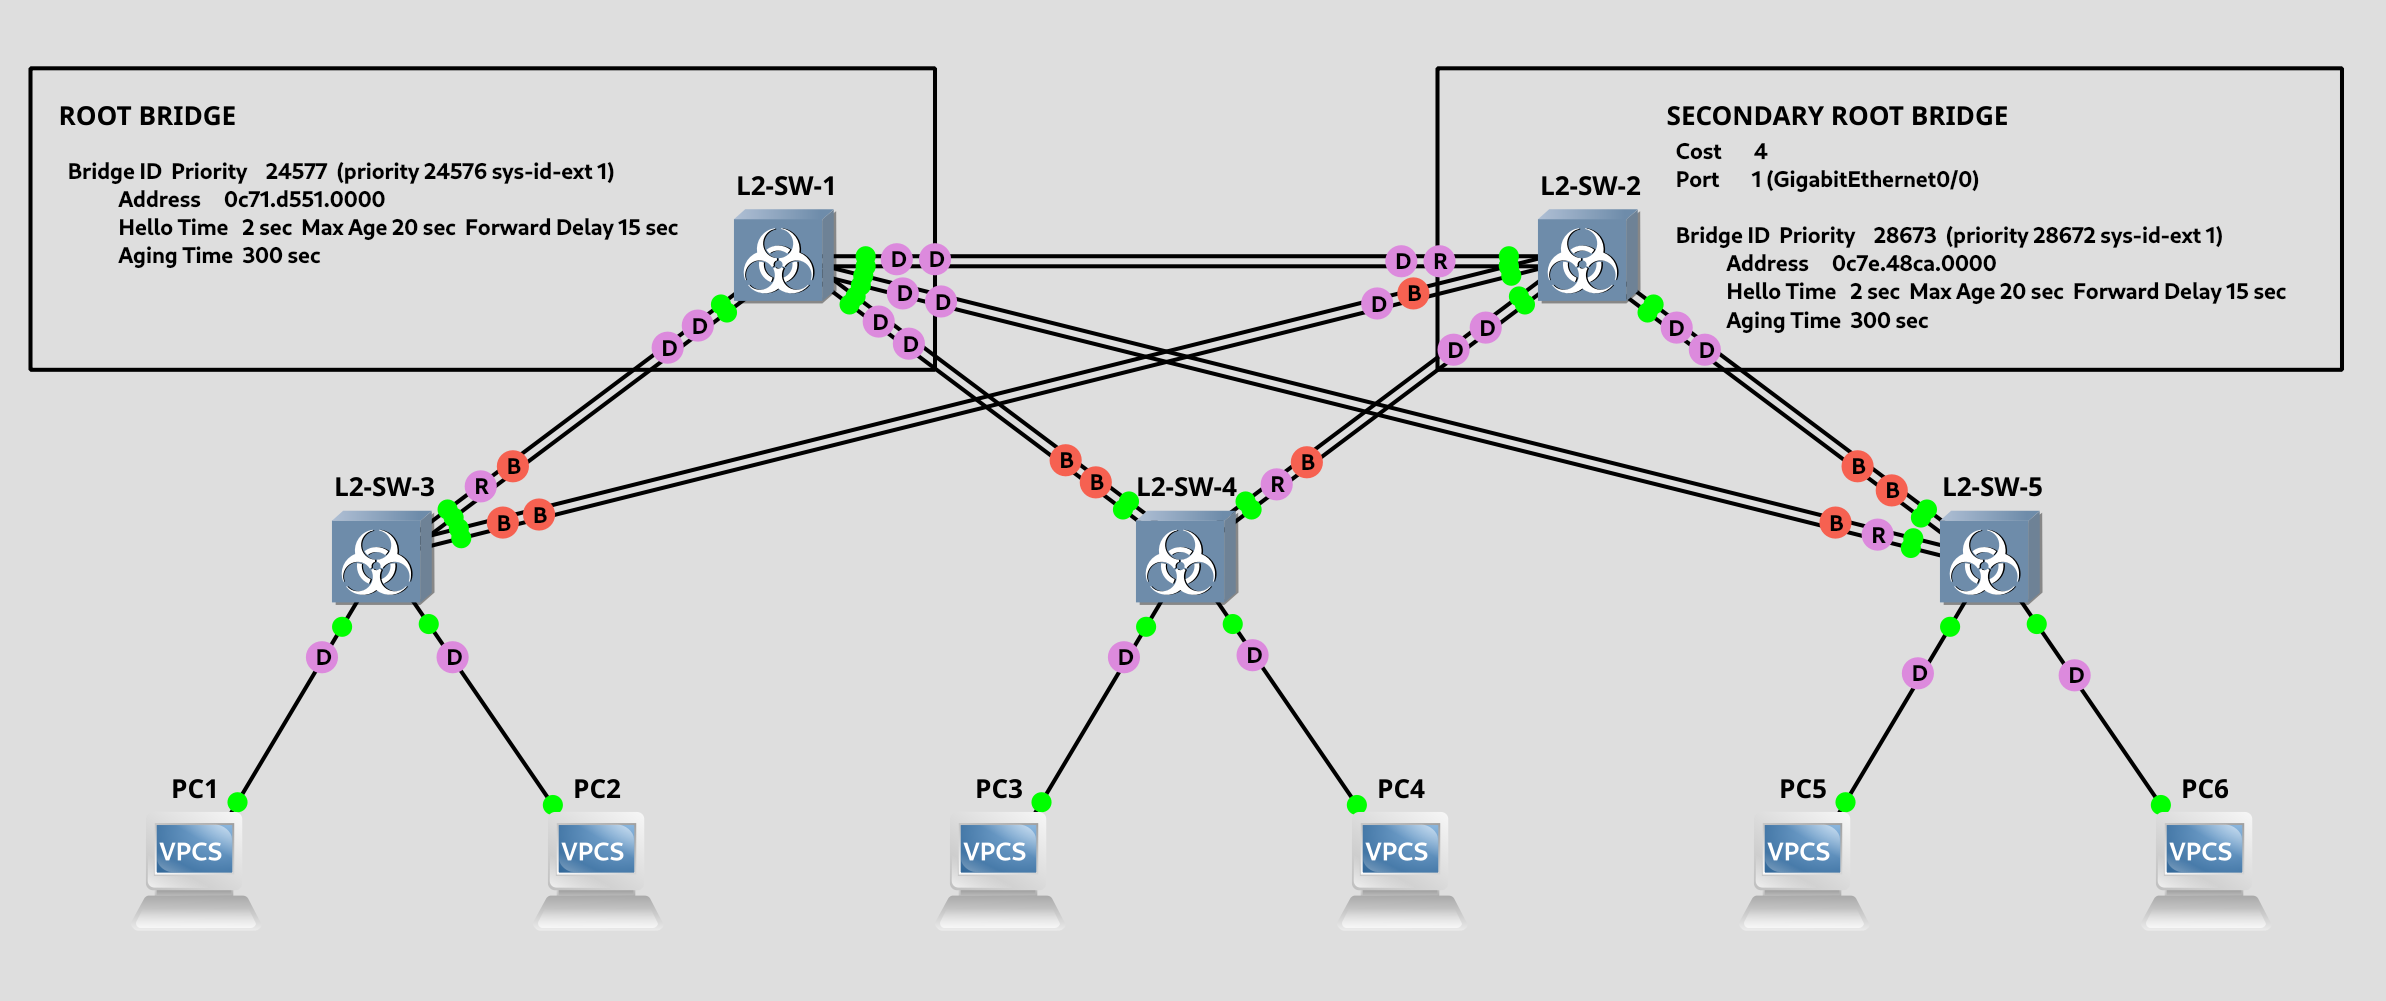 ROOT BRIDGE
Bridge ID Priority 24577 (priority 24576 sys-id-ext 1)
Address 0c71.d551.0000
Hello Time 2 sec Max Age 20 sec Forward Delay 15 sec
Aging Time 300 sec
L2-SW-1
SECONDARY ROOT BRIDGE
Cost 4
Port 1 (GigabitEthernet0/0)
L2-SW-2
Bridge ID Priority 28673 (priority 28672 sys-id-ext 1)
Address 0c7e.48ca.0000
Hello Time 2 sec Max Age 20 sec Forward Delay 15 sec
Aging Time 300 sec
D D D R
D D D B
D D D D
D D D D
R B
B B
B B
R B
B B
B R
L2-SW-3
L2-SW-4
L2-SW-5
D D D D D D
PC1 PC2 PC3 PC4 PC5 PC6
VPCS VPCS VPCS VPCS VPCS VPCS